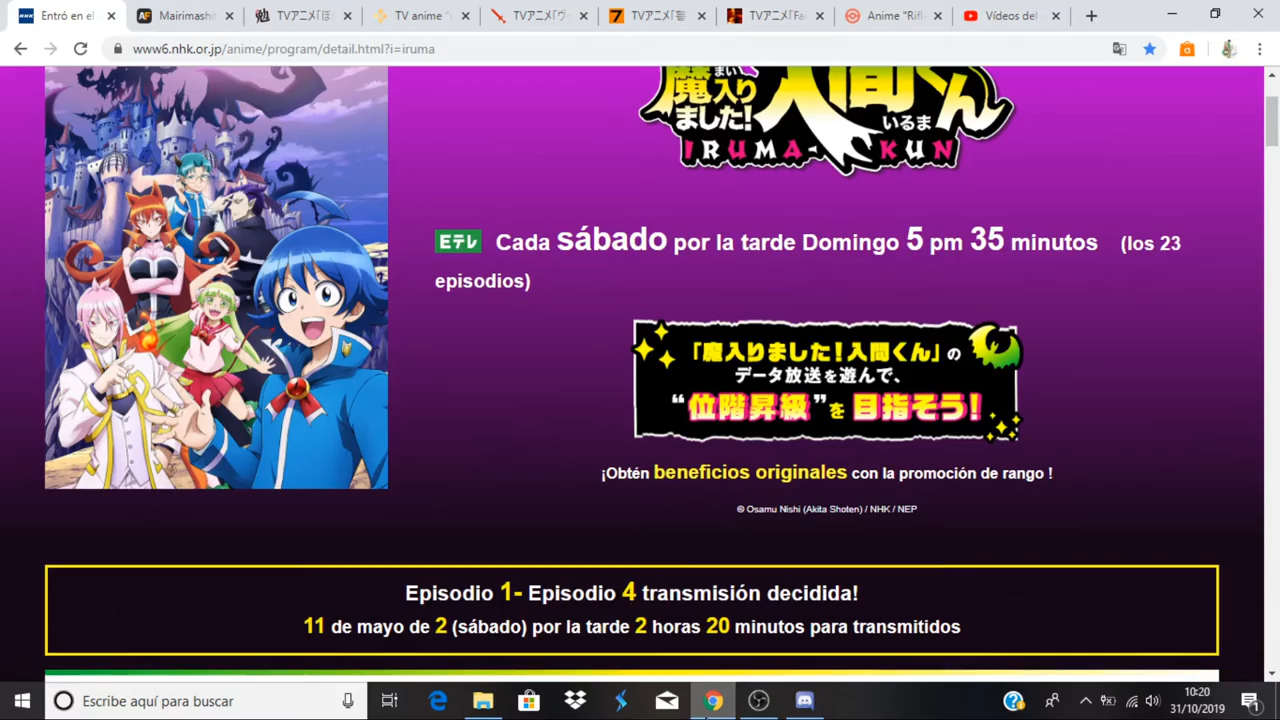 Entró en el
Mairimashr
TVアニメ「ぼ
TV anime "
TVアニメ「ヴ
TVアニメ「警
TVアニメ「Fa
Anime "Rifle
Vídeos del
www6.nhk.or.jp/anime/program/detail.html?i=iruma
魔入りました!入間くん
まい
いるま
IRUMA-KUN
Eテレ Cada sábado por la tarde Domingo 5 pm 35 minutos (los 23
episodios)
「魔入りました!入間くん」の
データ放送を遊んで、
“位階昇級”を目指そう!
¡Obtén beneficios originales con la promoción de rango !
© Osamu Nishi (Akita Shoten) / NHK / NEP
Episodio 1- Episodio 4 transmisión decidida!
11 de mayo de 2 (sábado) por la tarde 2 horas 20 minutos para transmitidos
Escribe aquí para buscar
10:20
31/10/2019